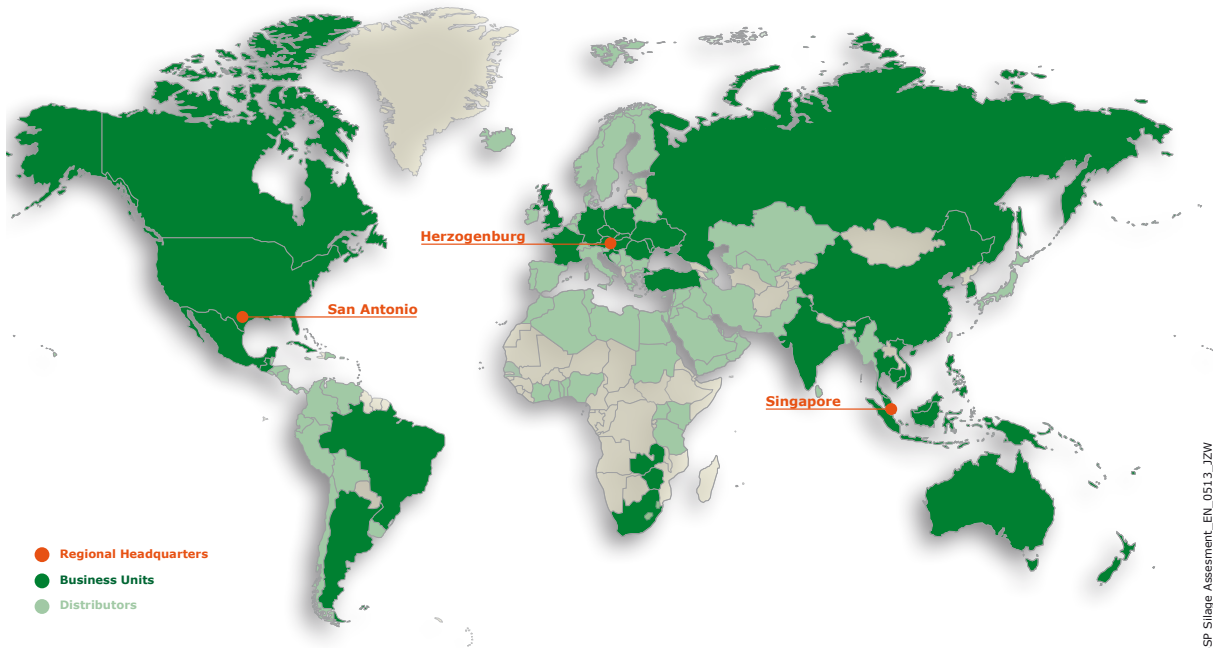 Herzogenburg
San Antonio
Singapore
Regional Headquarters
Business Units
Distributors
SP Silage Assesment_EN_0513_JZW